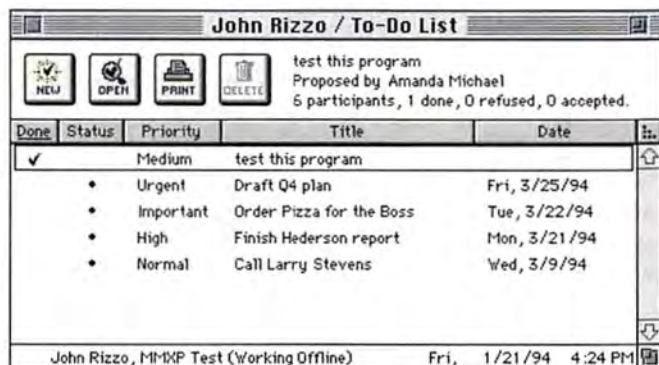 John Rizzo / To-Do List
NEW OPEN PRINT DELETE
test this program
Proposed by Amanda Michael
6 participants, 1 done, 0 refused, 0 accepted.
Done Status Priority Title Date
✓ Medium test this program
◆ Urgent Draft Q4 plan Fri, 3/25/94
◆ Important Order Pizza for the Boss Tue, 3/22/94
◆ High Finish Hederson report Mon, 3/21/94
◆ Normal Call Larry Stevens Wed, 3/9/94
John Rizzo, MMXP Test (Working Offline) Fri, 1/21/94 4:24 PM